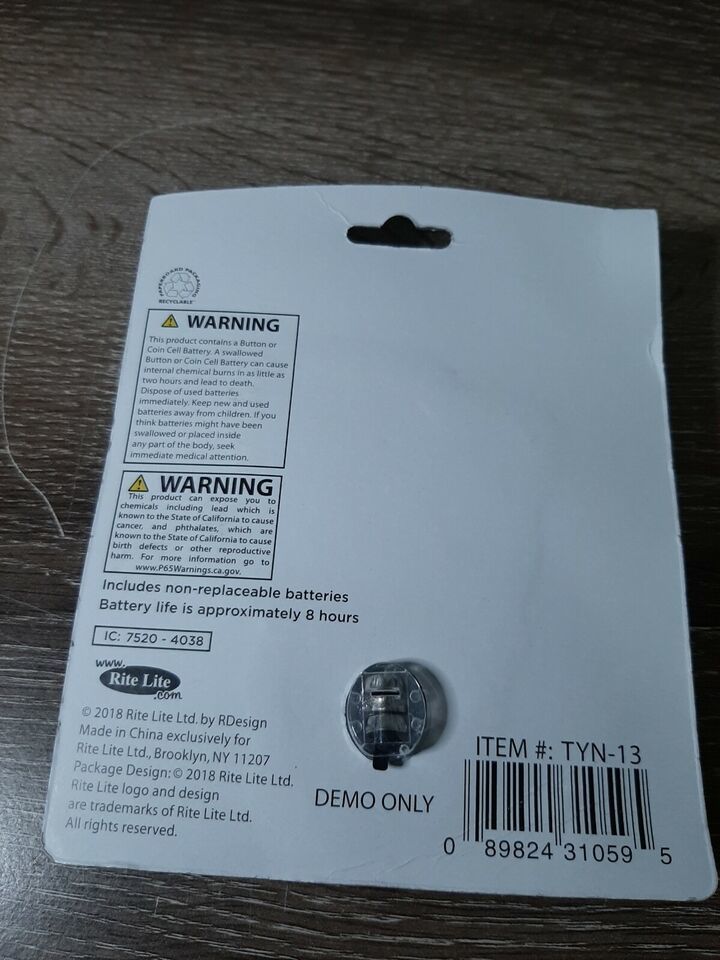 PAPERBOARD PACKAGING
RECYCLABLE
WARNING
This product contains a Button or
Coin Cell Battery. A swallowed
Button or Coin Cell Battery can cause
internal chemical burns in as little as
two hours and lead to death.
Dispose of used batteries
immediately. Keep new and used
batteries away from children. If you
think batteries might have been
swallowed or placed inside
any part of the body, seek
immediate medical attention.
WARNING
This product can expose you to
chemicals including lead which is
known to the State of California to cause
cancer, and phthalates, which are
known to the State of California to cause
birth defects or other reproductive
harm. For more information go to
www.P65Warnings.ca.gov.
Includes non-replaceable batteries
Battery life is approximately 8 hours
IC: 7520 - 4038
www.
Rite Lite
.com
© 2018 Rite Lite Ltd. by RDesign
Made in China exclusively for
Rite Lite Ltd., Brooklyn, NY 11207
Package Design: © 2018 Rite Lite Ltd.
Rite Lite logo and design
are trademarks of Rite Lite Ltd.
All rights reserved.
DEMO ONLY
ITEM #: TYN-13
0 89824 31059 5